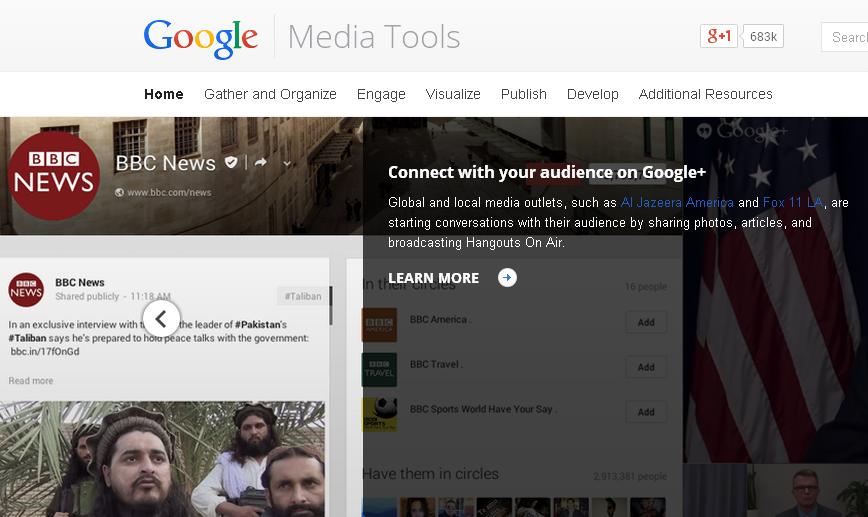 Google Media Tools
g+1 683k
Search
Home Gather and Organize Engage Visualize Publish Develop Additional Resources
BBC NEWS
BBC News
www.bbc.com/news
Google+
Connect with your audience on Google+
Global and local media outlets, such as Al Jazeera America and Fox 11 LA, are
starting conversations with their audience by sharing photos, articles, and
broadcasting Hangouts On Air.
LEARN MORE
BBC NEWS
BBC News
Shared publicly - 11:18 AM
#Taliban
In an exclusive interview with the leader of #Pakistan's
#Taliban says he's prepared to hold peace talks with the government:
bbc.in/17fOnGd
Read more
In their circles
16 people
BBC AMERICA
BBC America .
Add
BBC TRAVEL
BBC Travel .
Add
BBC Sports World Have Your Say .
Add
Have them in circles
2,913,381 people